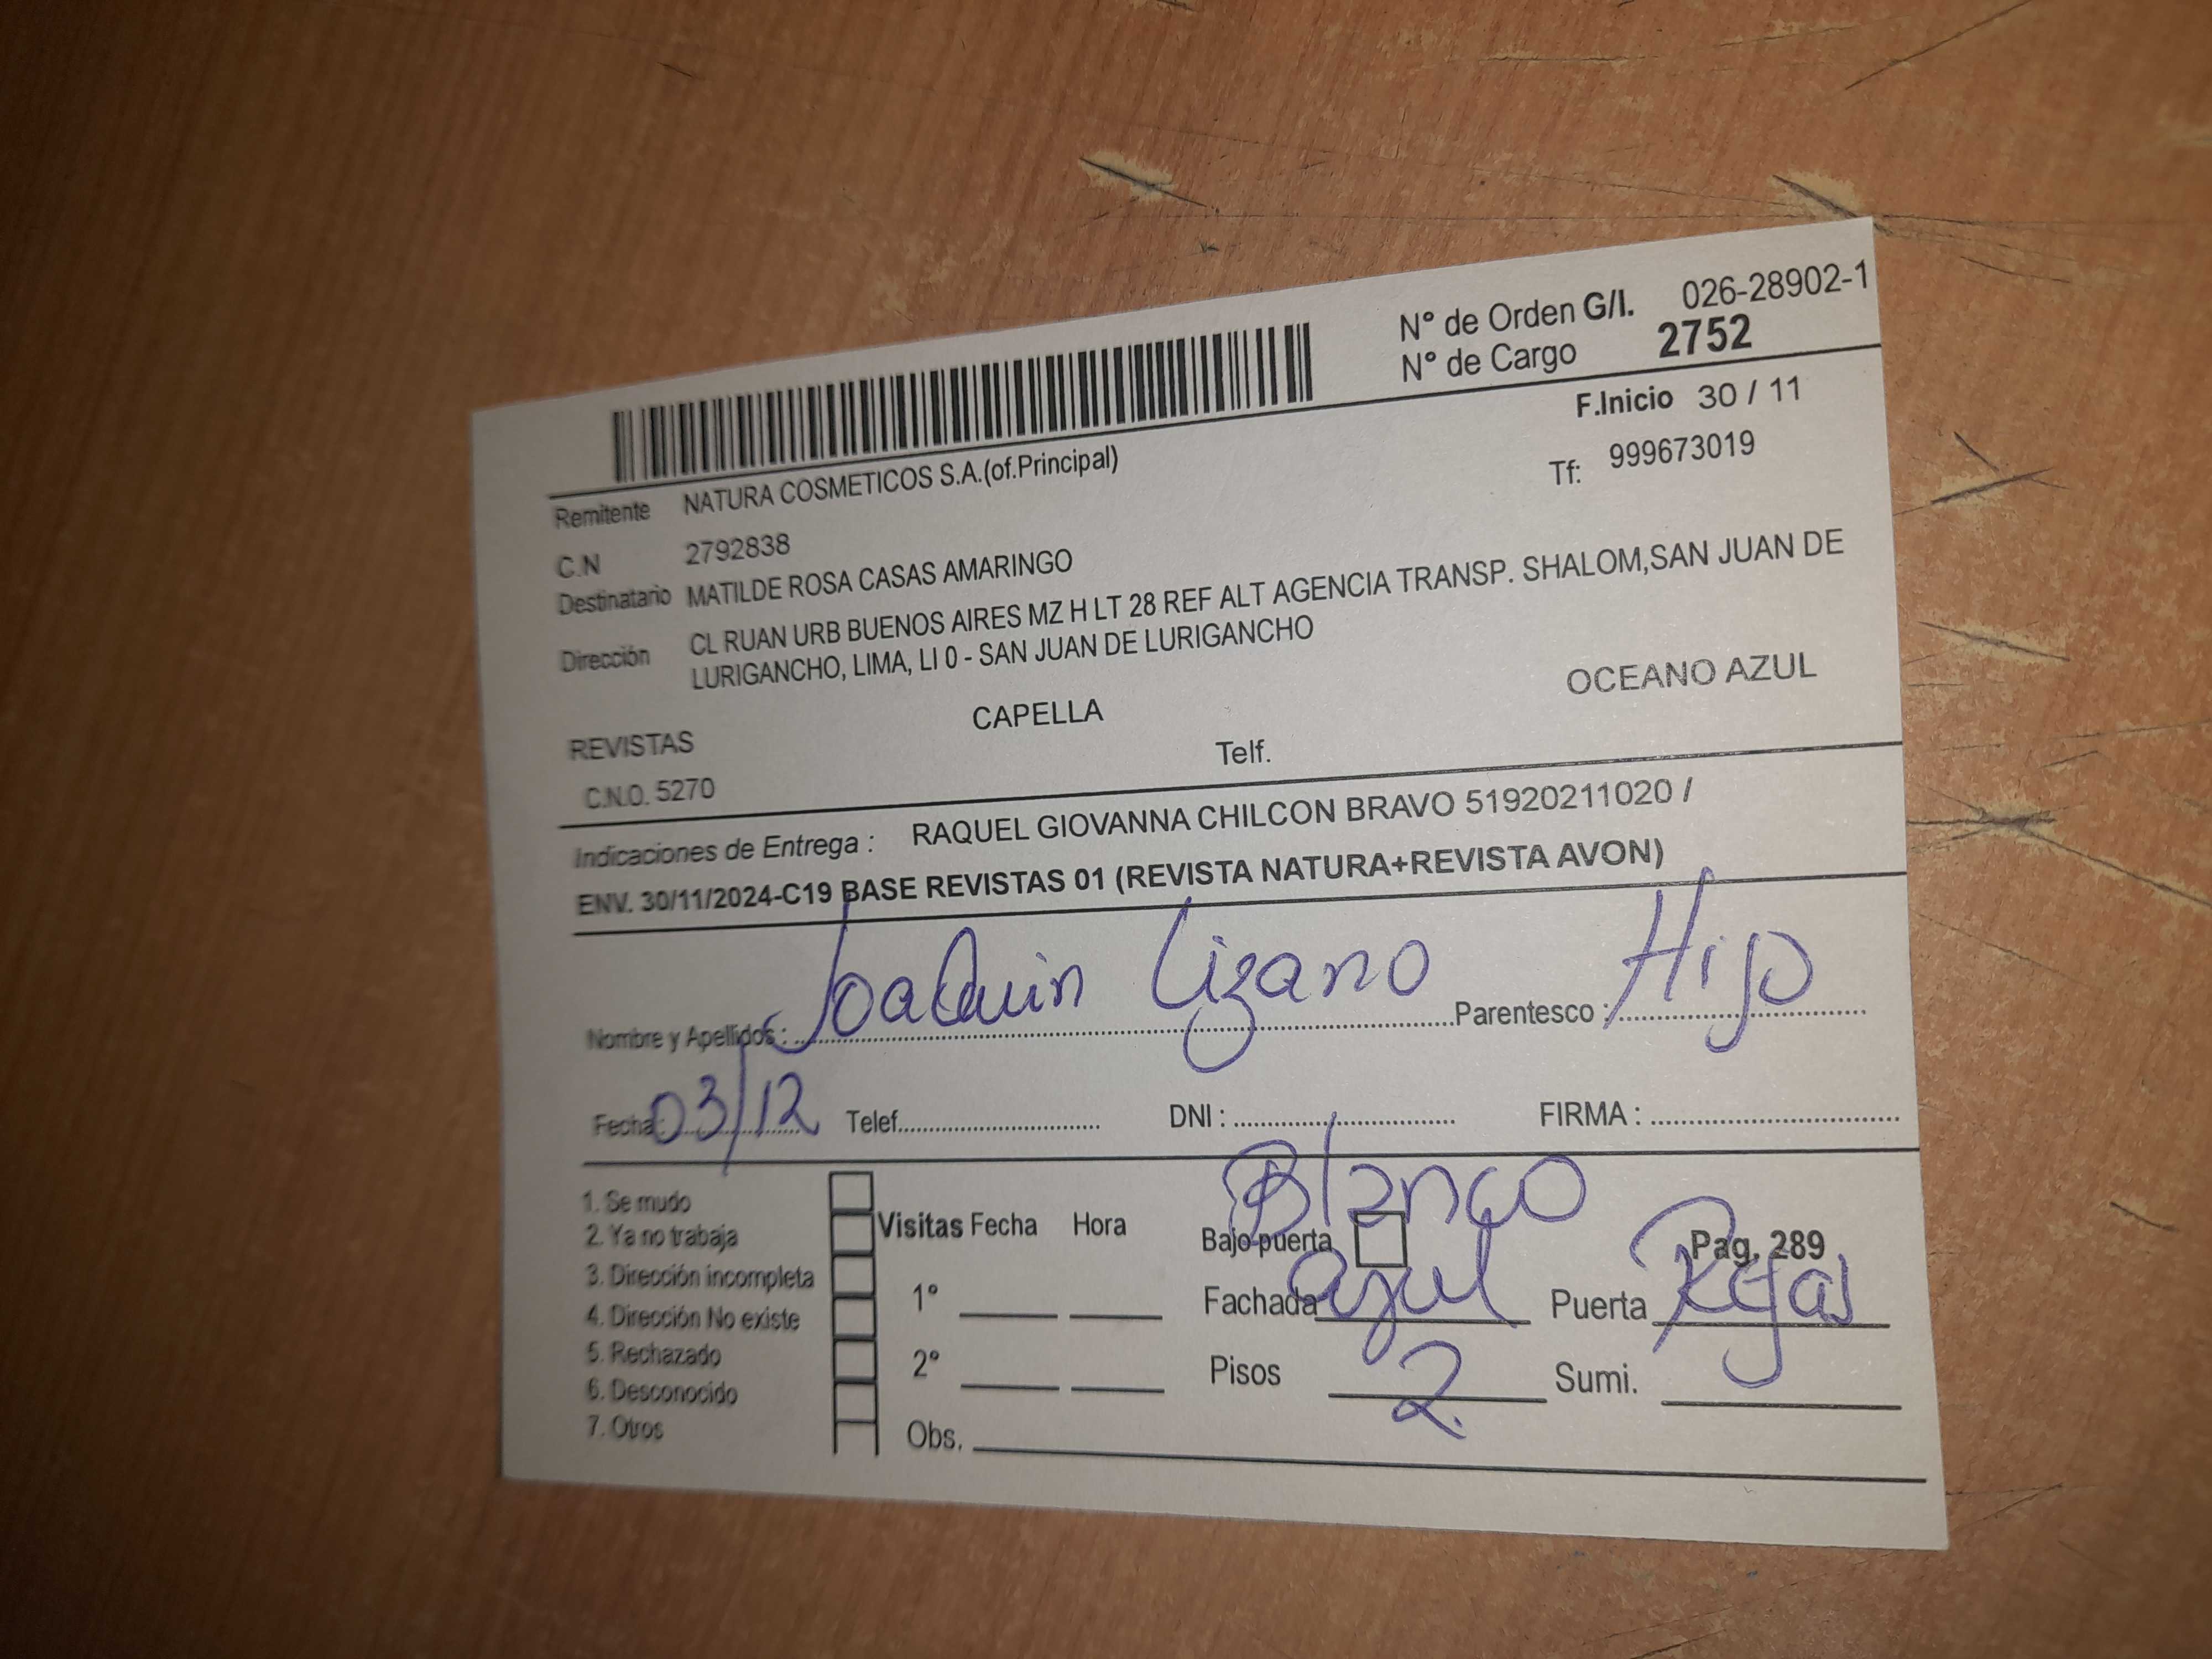 N° de Orden G/I. 026-28902-1
N° de Cargo 2752
F.Inicio 30 / 11
Remitente NATURA COSMETICOS S.A.(of.Principal)
Tf: 999673019
C.N 2792838
Destinatario MATILDE ROSA CASAS AMARINGO
Dirección CL RUAN URB BUENOS AIRES MZ H LT 28 REF ALT AGENCIA TRANSP. SHALOM,SAN JUAN DE
LURIGANCHO, LIMA, LI 0 - SAN JUAN DE LURIGANCHO
REVISTAS CAPELLA OCEANO AZUL
C.N.O. 5270 Telf.
Indicaciones de Entrega : RAQUEL GIOVANNA CHILCON BRAVO 51920211020 /
ENV. 30/11/2024-C19 BASE REVISTAS 01 (REVISTA NATURA+REVISTA AVON)
Nombre y Apellidos : Joaquin Lizano Parentesco : Hijo
Fecha : 03/12 Telef. DNI : FIRMA :
1. Se mudo
2. Ya no trabaja
3. Dirección incompleta
4. Dirección No existe
5. Rechazado
6. Desconocido
7. Otros
Visitas Fecha Hora
1°
2°
Obs.
Blanco
Bajo puerta Pag. 289
Fachada azul Puerta Rejas
Pisos 2 Sumi.